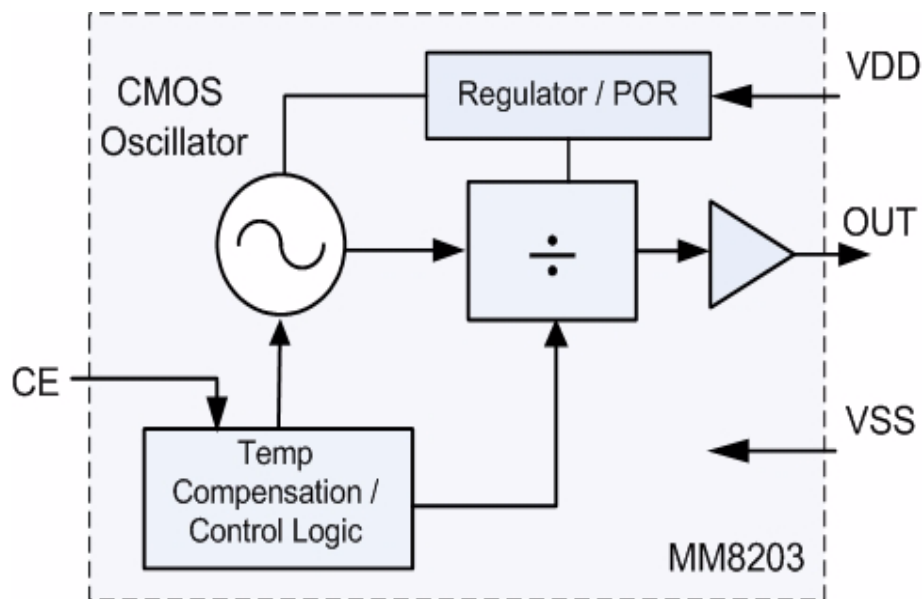 CMOS
Oscillator
Regulator / POR
VDD
÷
OUT
CE
Temp
Compensation /
Control Logic
VSS
MM8203